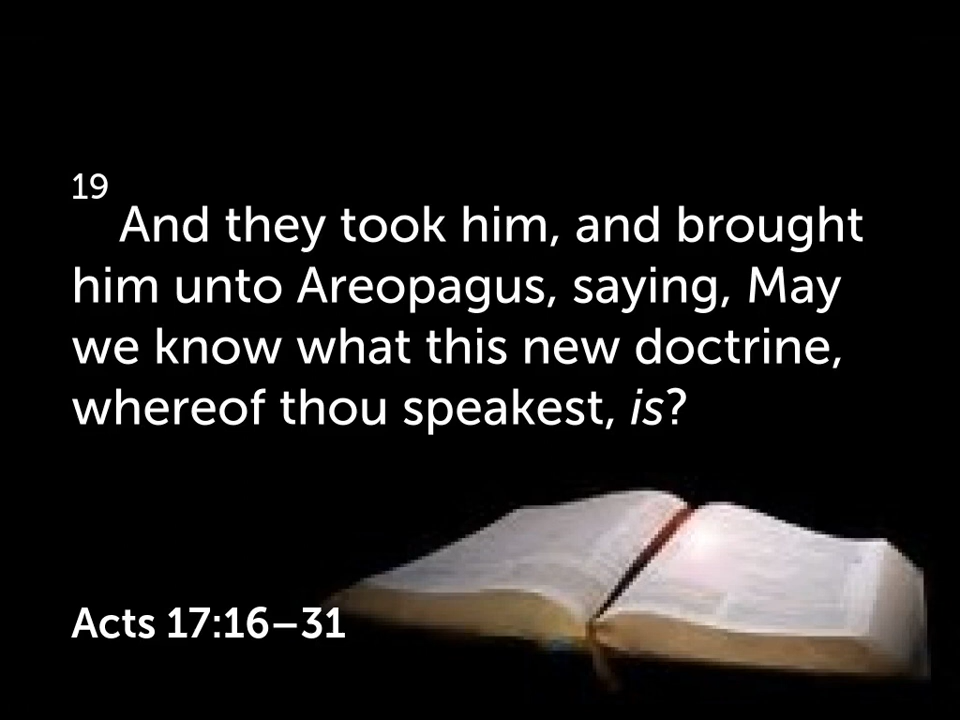 19
And they took him, and brought
him unto Areopagus, saying, May
we know what this new doctrine,
whereof thou speakest, is?
Acts 17:16–31